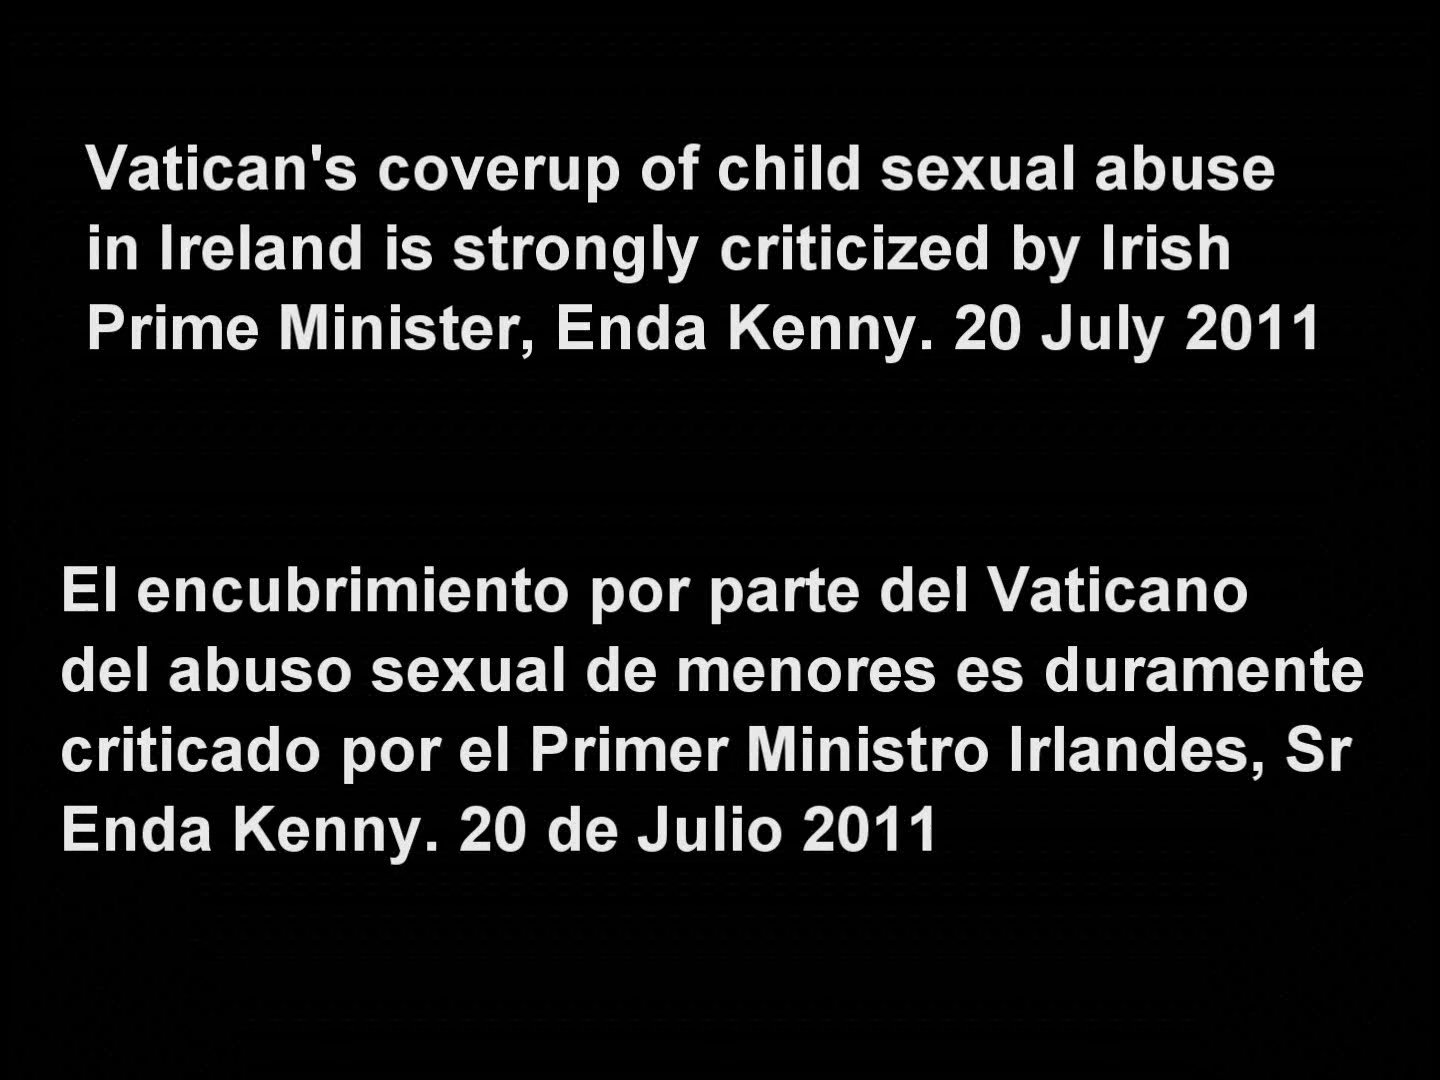 Vatican's coverup of child sexual abuse
in Ireland is strongly criticized by Irish
Prime Minister, Enda Kenny. 20 July 2011
El encubrimiento por parte del Vaticano
del abuso sexual de menores es duramente
criticado por el Primer Ministro Irlandes, Sr
Enda Kenny. 20 de Julio 2011